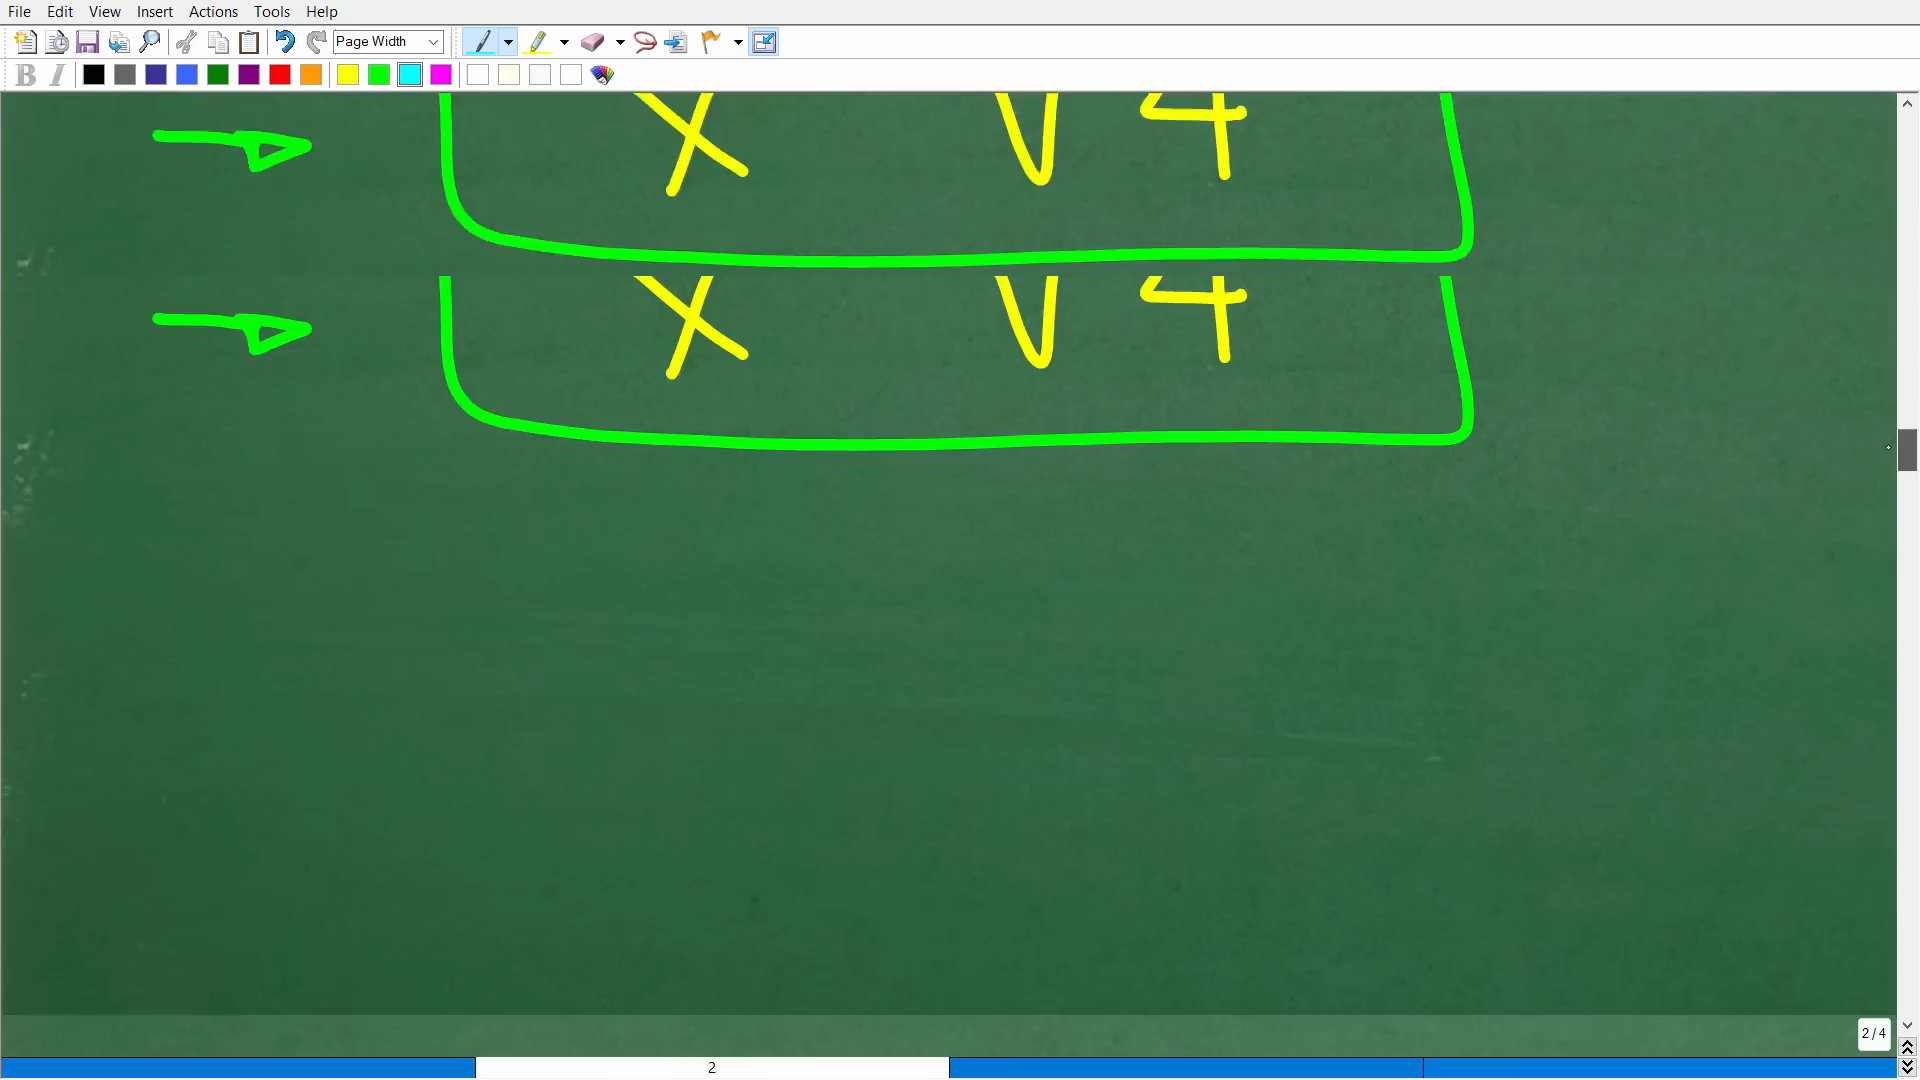 File Edit View Insert Actions Tools Help
Page Width
B I
x √ 4
x √ 4
2 / 4
2